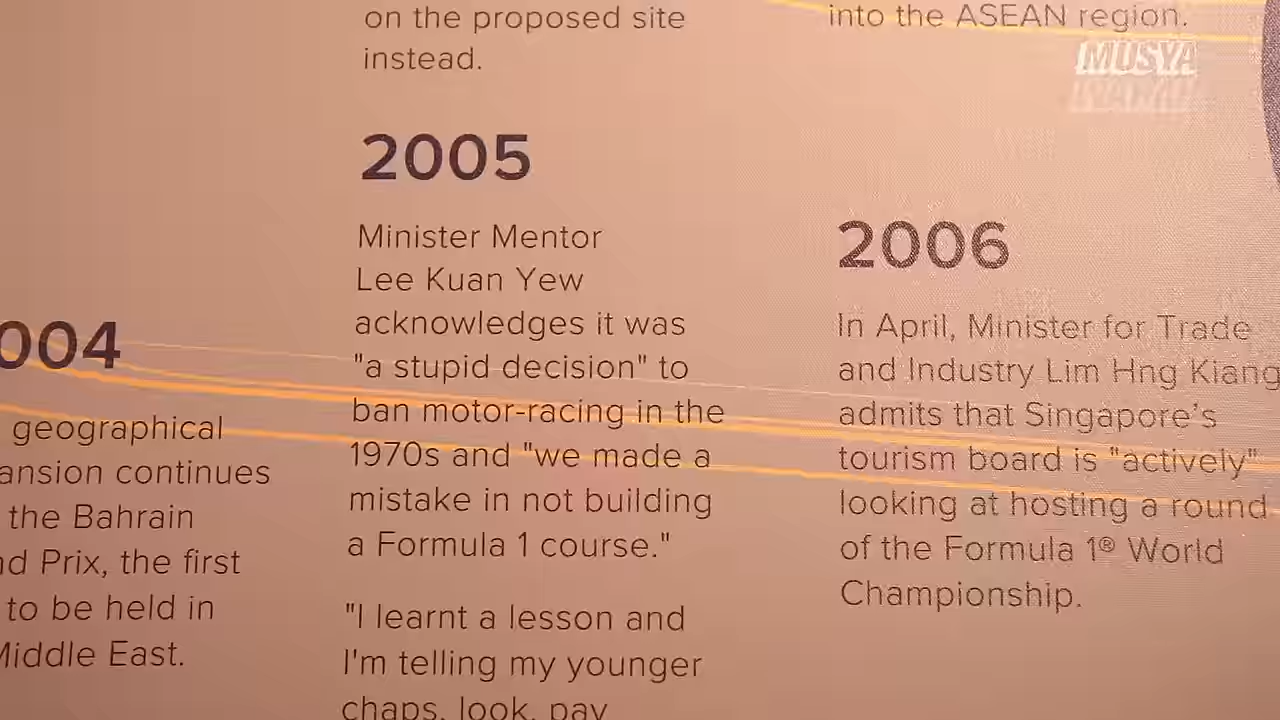 on the proposed site
instead.
into the ASEAN region.
MUSYA
004
geographical
ansion continues
the Bahrain
nd Prix, the first
to be held in
Middle East.
2005
Minister Mentor
Lee Kuan Yew
acknowledges it was
"a stupid decision" to
ban motor-racing in the
1970s and "we made a
mistake in not building
a Formula 1 course."
"I learnt a lesson and
I'm telling my younger
chaps, look, pay
2006
In April, Minister for Trade
and Industry Lim Hng Kiang
admits that Singapore's
tourism board is "actively"
looking at hosting a round
of the Formula 1® World
Championship.